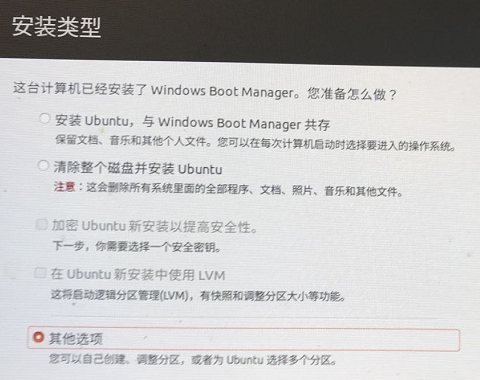 安装类型
这台计算机已经安装了 Windows Boot Manager。您准备怎么做？
安装 Ubuntu，与 Windows Boot Manager 共存
保留文档、音乐和其他个人文件。您可以在每次计算机启动时选择要进入的操作系统。
清除整个磁盘并安装 Ubuntu
注意：这会删除所有系统里面的全部程序、文档、照片、音乐和其他文件。
加密 Ubuntu 新安装以提高安全性。
下一步，你需要选择一个安全密钥。
在 Ubuntu 新安装中使用 LVM
这将启动逻辑分区管理(LVM)，有快照和调整分区大小等功能。
其他选项
您可以自己创建、调整分区，或者为 Ubuntu 选择多个分区。